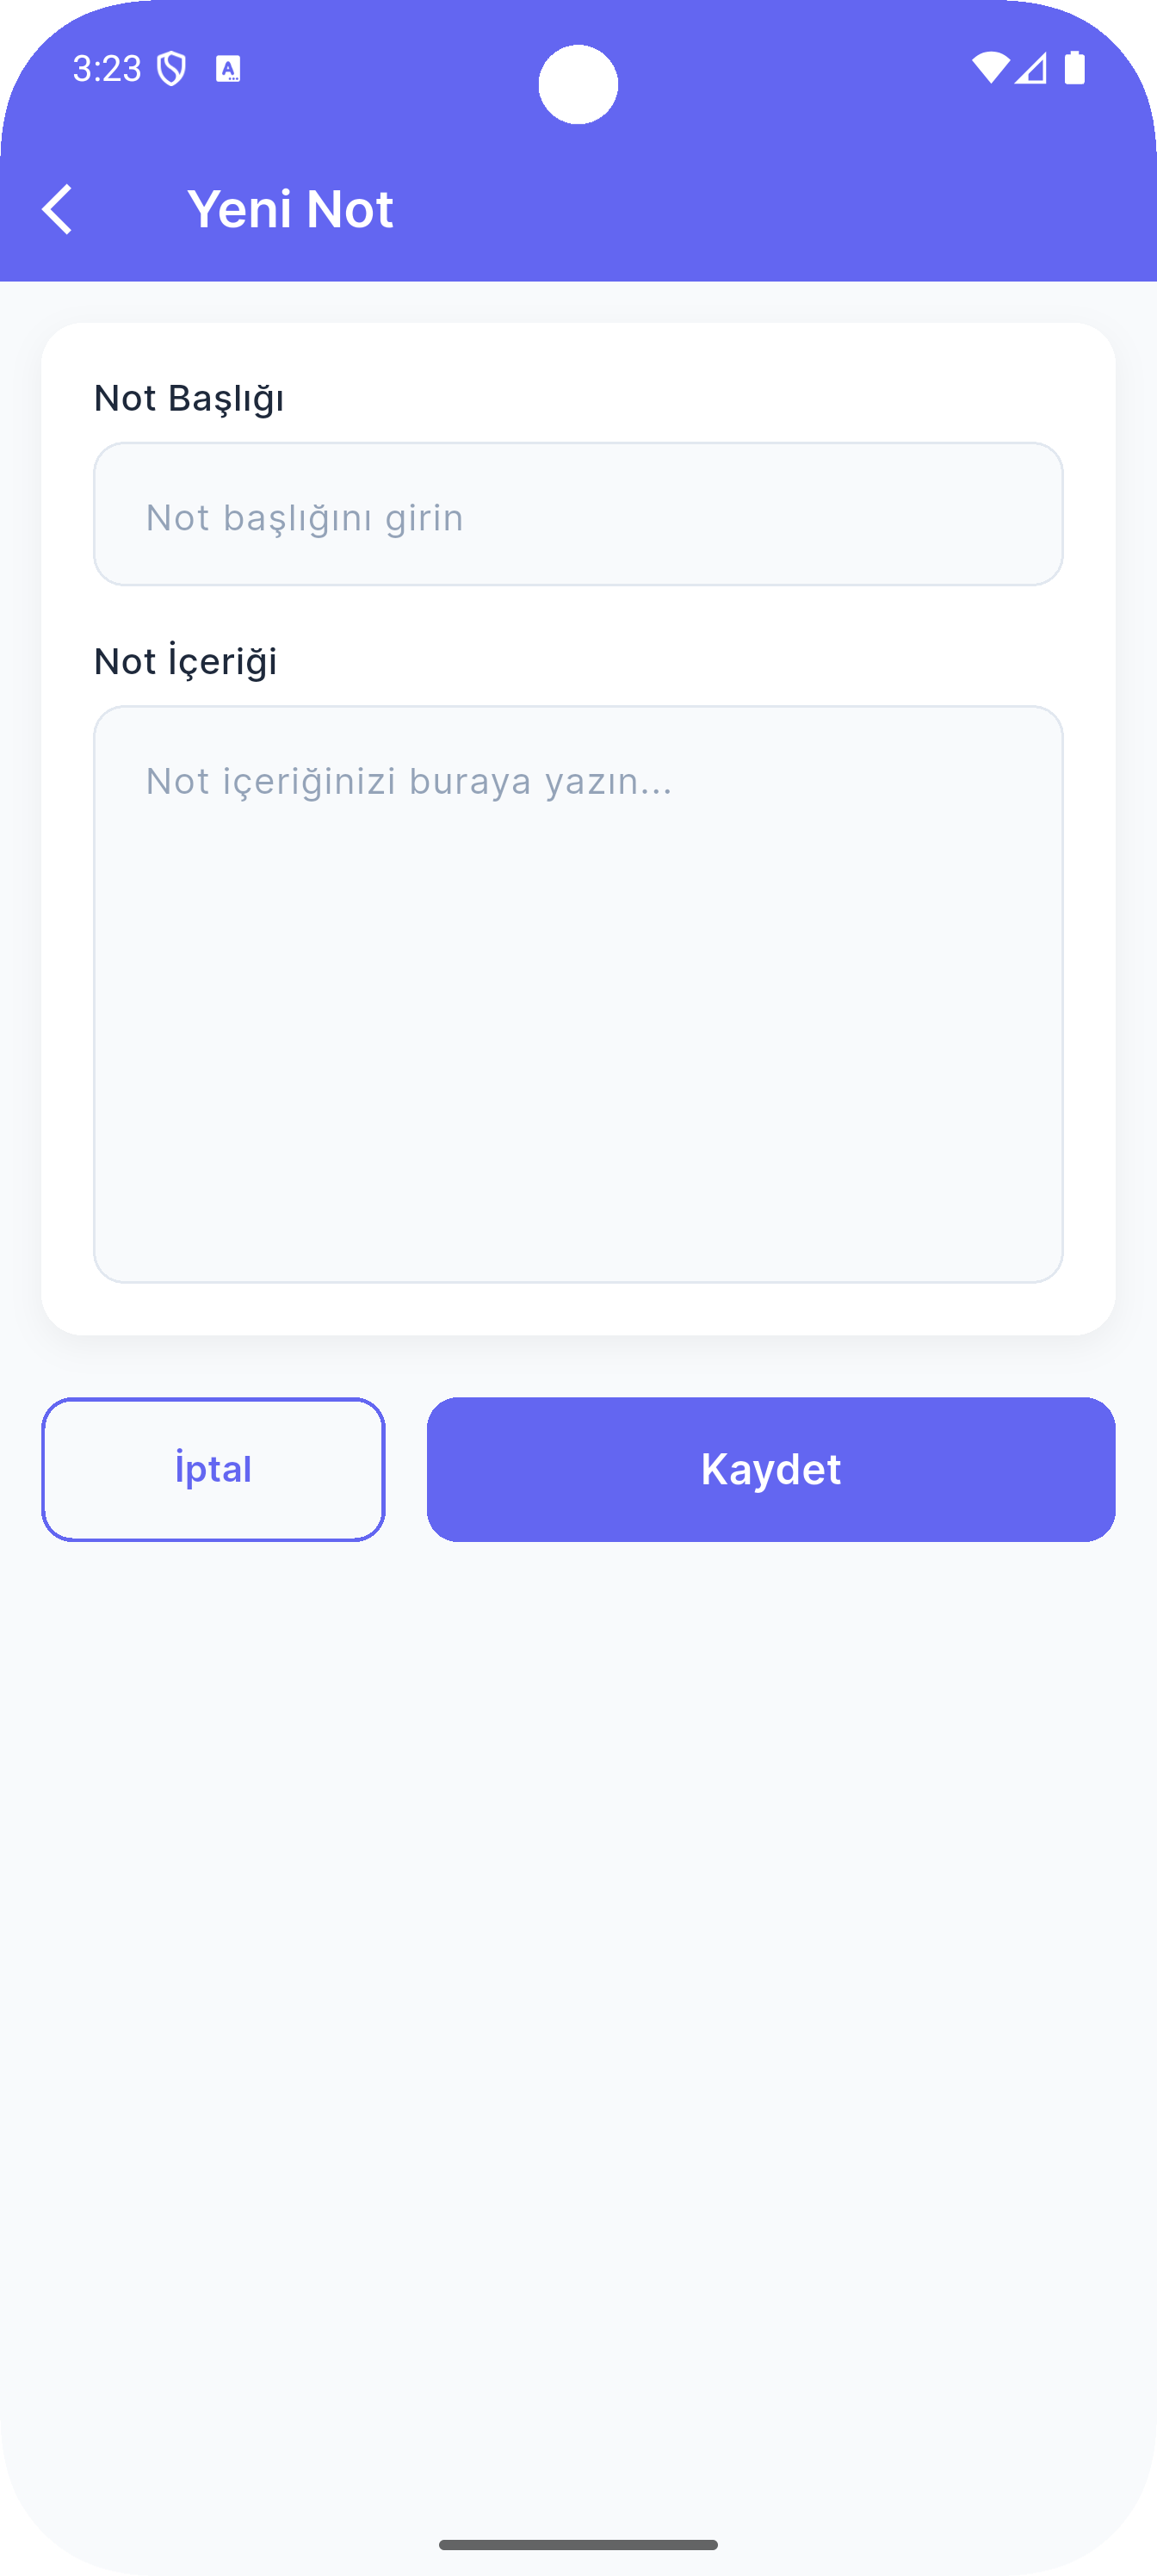 3:23
Yeni Not
Not Başlığı
Not başlığını girin
Not İçeriği
Not içeriğinizi buraya yazın...
İptal
Kaydet